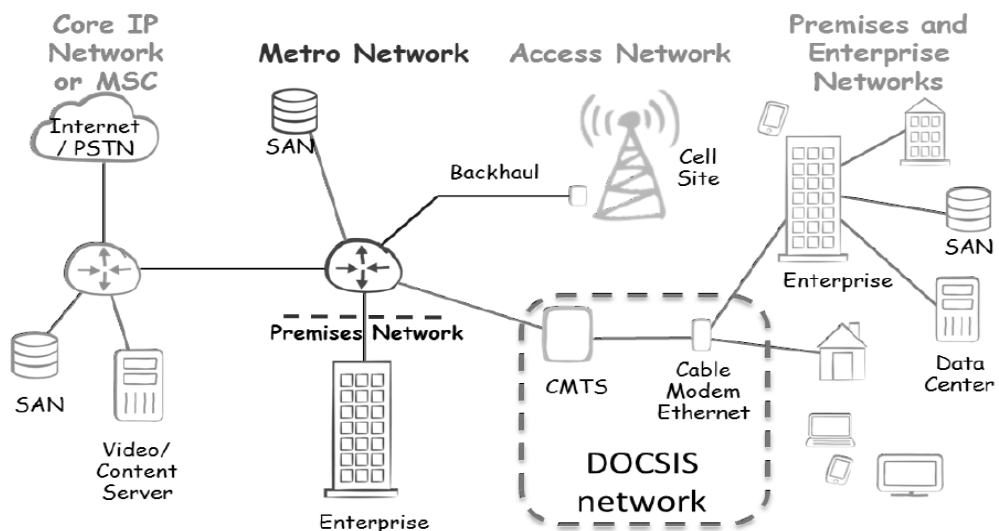 Core IP
Network
or MSC
Metro Network
Access Network
Premises and
Enterprise
Networks
Internet
/ PSTN
SAN
Backhaul
Cell
Site
SAN
Enterprise
Premises Network
SAN
Video/
Content
Server
Enterprise
CMTS
Cable
Modem
Ethernet
Data
Center
DOCSIS
network